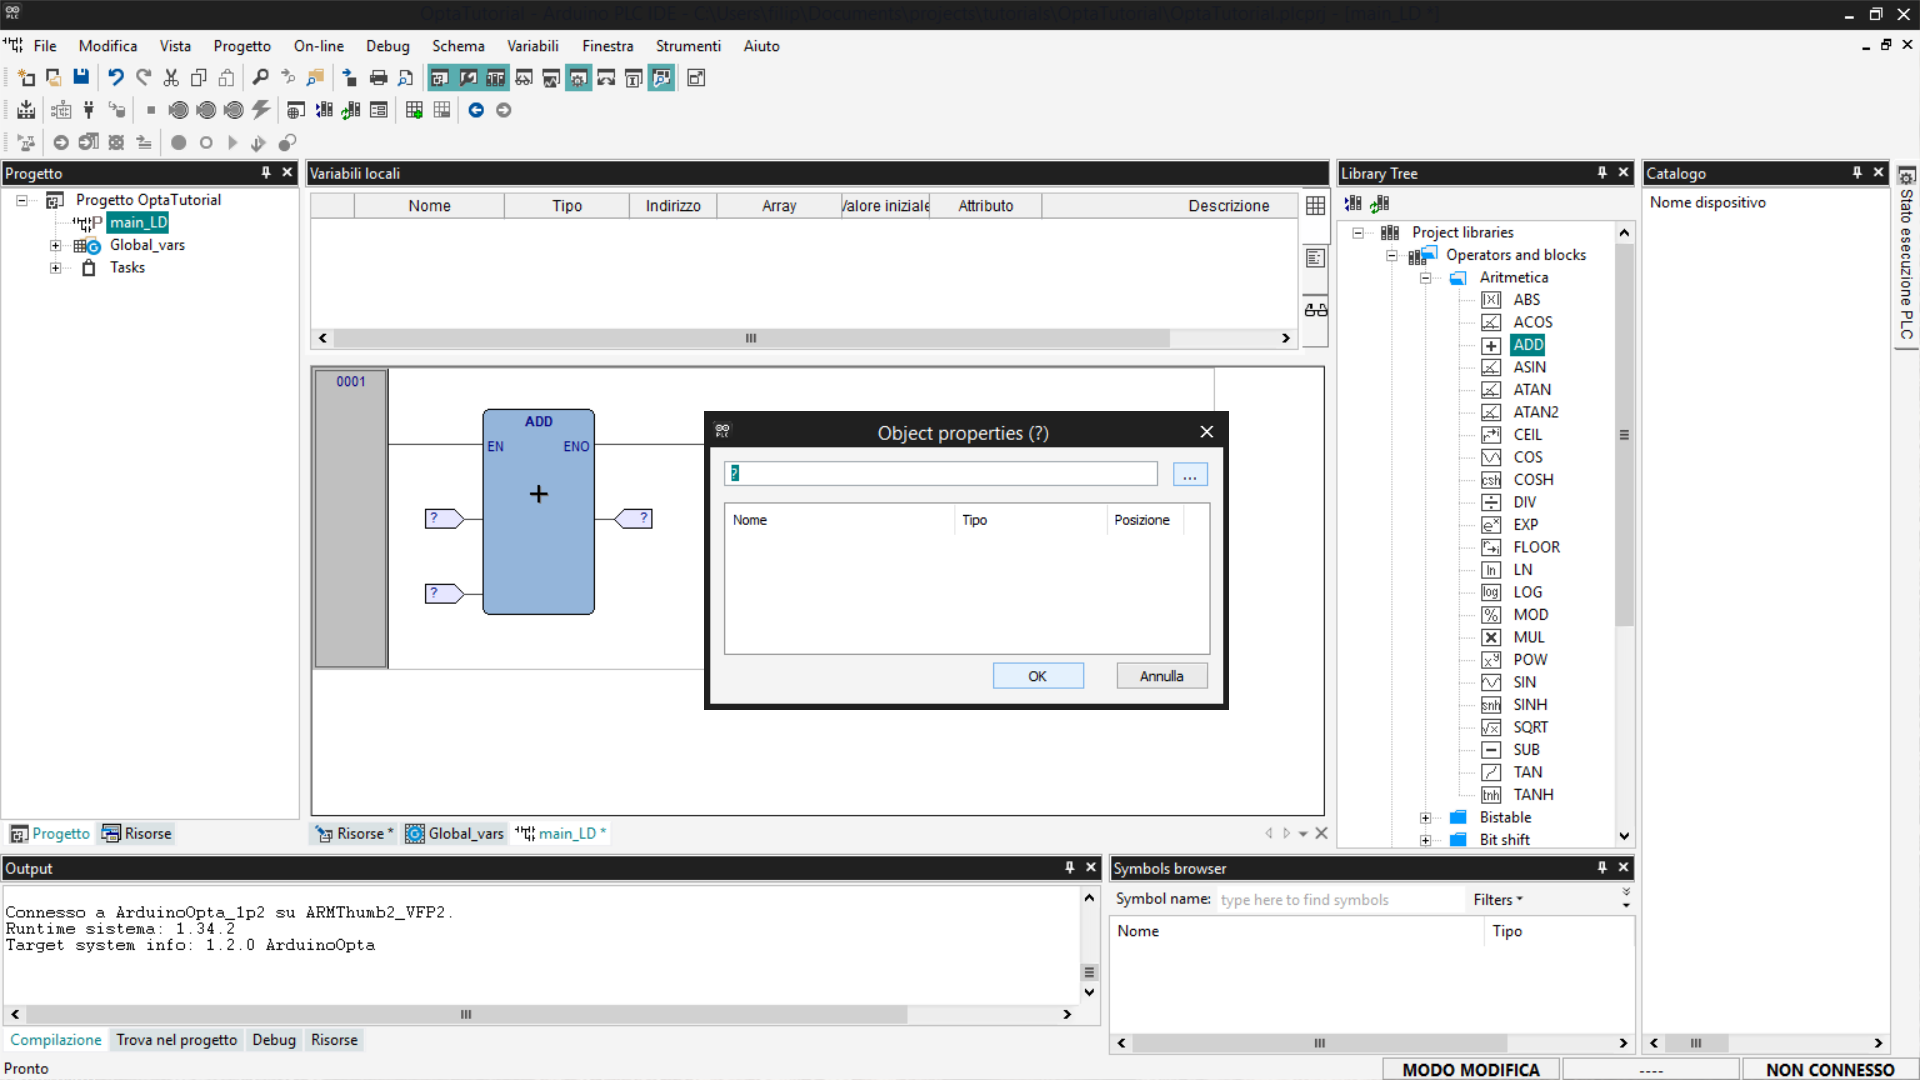 OptaTutorial - Arduino PLC IDE - C:\Users\filip\Documents\projects\tutorials\OptaTutorial\OptaTutorial.plcprj - [main_LD *]
File Modifica Vista Progetto On-line Debug Schema Variabili Finestra Strumenti Aiuto
Progetto
Progetto OptaTutorial
main_LD
Global_vars
Tasks
Progetto Risorse
Variabili locali
Nome Tipo Indirizzo Array Valore iniziale Attributo Descrizione
0001
ADD
EN ENO
+
? ?
?
Object properties (?)
?
...
Nome Tipo Posizione
OK Annulla
Risorse * Global_vars main_LD *
Library Tree
Project libraries
Operators and blocks
Aritmetica
ABS
ACOS
ADD
ASIN
ATAN
ATAN2
CEIL
COS
csh COSH
DIV
EXP
FLOOR
ln LN
log LOG
% MOD
MUL
POW
SIN
snh SINH
SQRT
SUB
TAN
tnh TANH
Bistable
Bit shift
Catalogo
Nome dispositivo
Stato esecuzione PLC
Output
Connesso a ArduinoOpta_1p2 su ARMThumb2_VFP2.
Runtime sistema: 1.34.2
Target system info: 1.2.0 ArduinoOpta
Compilazione Trova nel progetto Debug Risorse
Symbols browser
Symbol name: type here to find symbols Filters
Nome Tipo
Pronto
MODO MODIFICA ---- NON CONNESSO